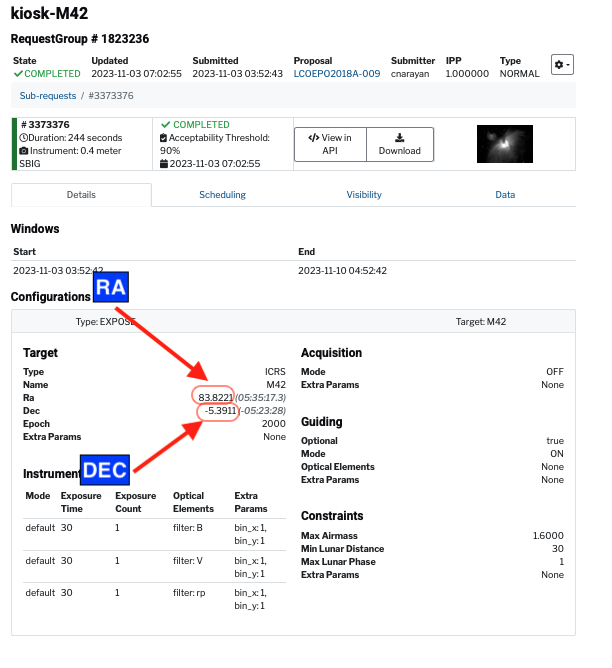 kiosk-M42
RequestGroup # 1823236
State Updated Submitted Proposal Submitter IPP Type
COMPLETED 2023-11-03 07:02:55 2023-11-03 03:52:43 LCOEPO2018A-009 cnarayan 1.000000 NORMAL
Sub-requests / #3373376
#3373376
Duration: 244 seconds
Instrument: 0.4 meter
SBIG
COMPLETED
Acceptability Threshold:
90%
2023-11-03 07:02:55
View in
API
Download
Details Scheduling Visibility Data
Windows
Start End
2023-11-03 03:52:42 2023-11-10 04:52:42
RA
Configurations
Type: EXPOSE Target: M42
Target
Type ICRS
Name M42
Ra 83.8221 (05:35:17.3)
Dec -5.3911 (-05:23:28)
Epoch 2000
Extra Params None
DEC
Instrument
Mode Exposure Time Exposure Count Optical Elements Extra Params
default 30 1 filter: B bin_x: 1,
bin_y: 1
default 30 1 filter: V bin_x: 1,
bin_y: 1
default 30 1 filter: rp bin_x: 1,
bin_y: 1
Acquisition
Mode OFF
Extra Params None
Guiding
Optional true
Mode ON
Optical Elements None
Extra Params None
Constraints
Max Airmass 1.6000
Min Lunar Distance 30
Max Lunar Phase 1
Extra Params None